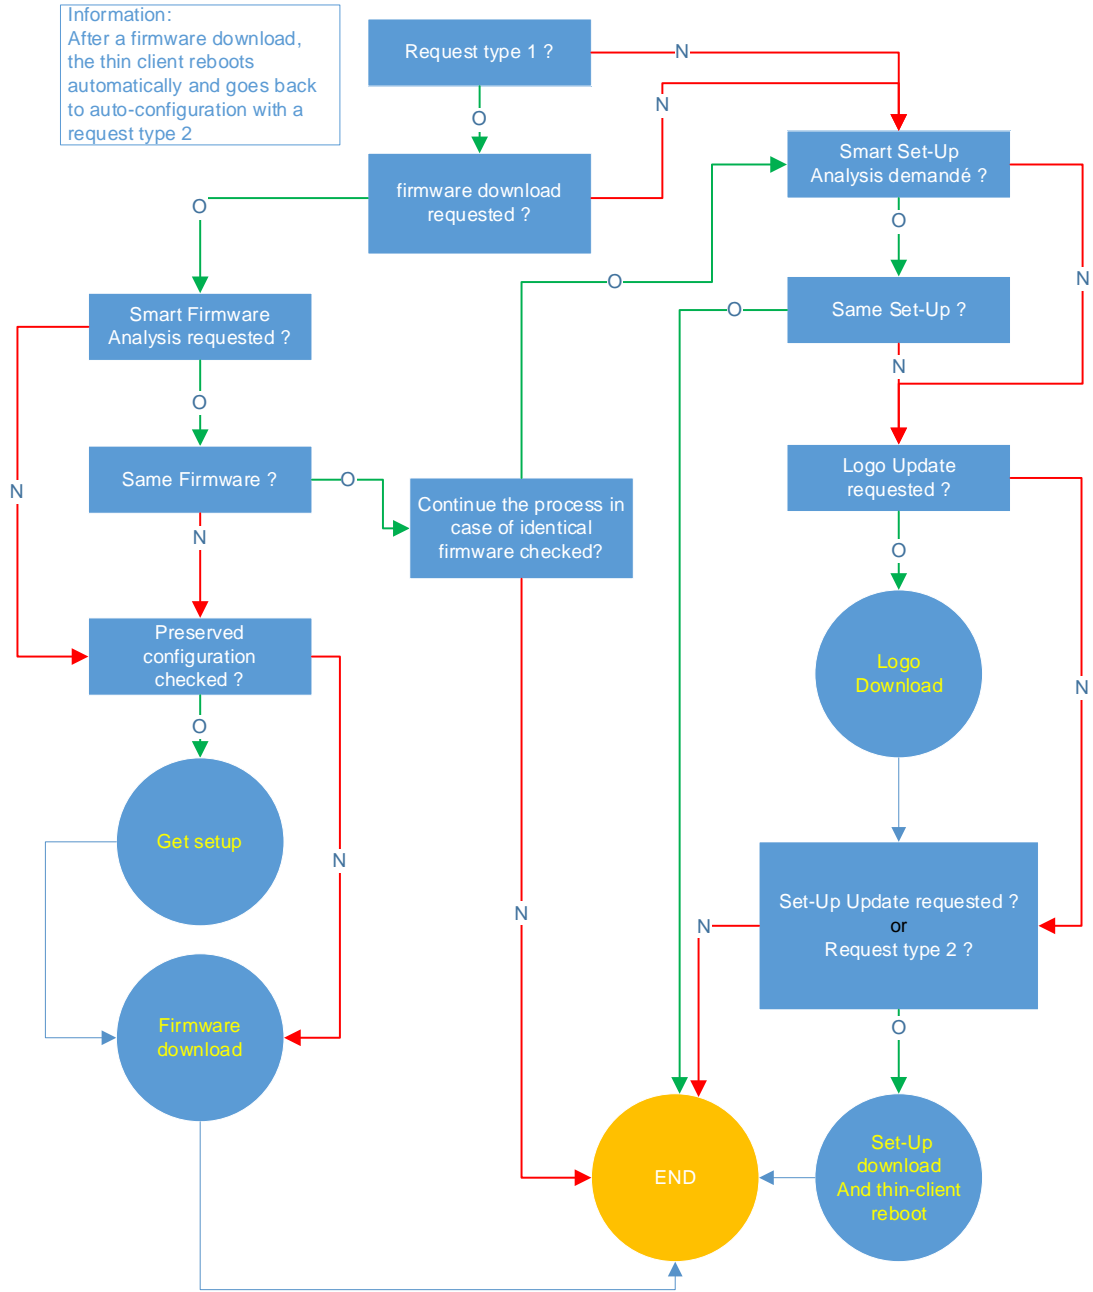 Information:
After a firmware download,
the thin client reboots
automatically and goes back
to auto-configuration with a
request type 2
Request type 1 ?
N
O
N
firmware download
requested ?
O
Smart Set-Up
Analysis demandé ?
O
N
Smart Firmware
Analysis requested ?
O
Same Set-Up ?
O
N
O
N
Same Firmware ?
O
Continue the process in
case of identical
firmware checked?
Logo Update
requested ?
N
O
N
Preserved
configuration
checked ?
O
N
Logo
Download
Get setup
N
N
Set-Up Update requested ?
or
Request type 2 ?
N
O
Firmware
download
END
Set-Up
download
And thin-client
reboot